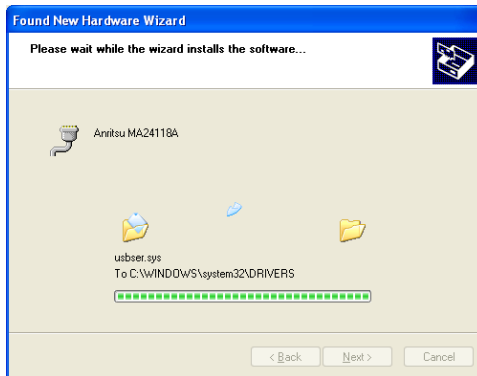 Found New Hardware Wizard
Please wait while the wizard installs the software...
Anritsu MA24118A
usbser.sys
To C:\WINDOWS\system32\DRIVERS
< Back Next > Cancel